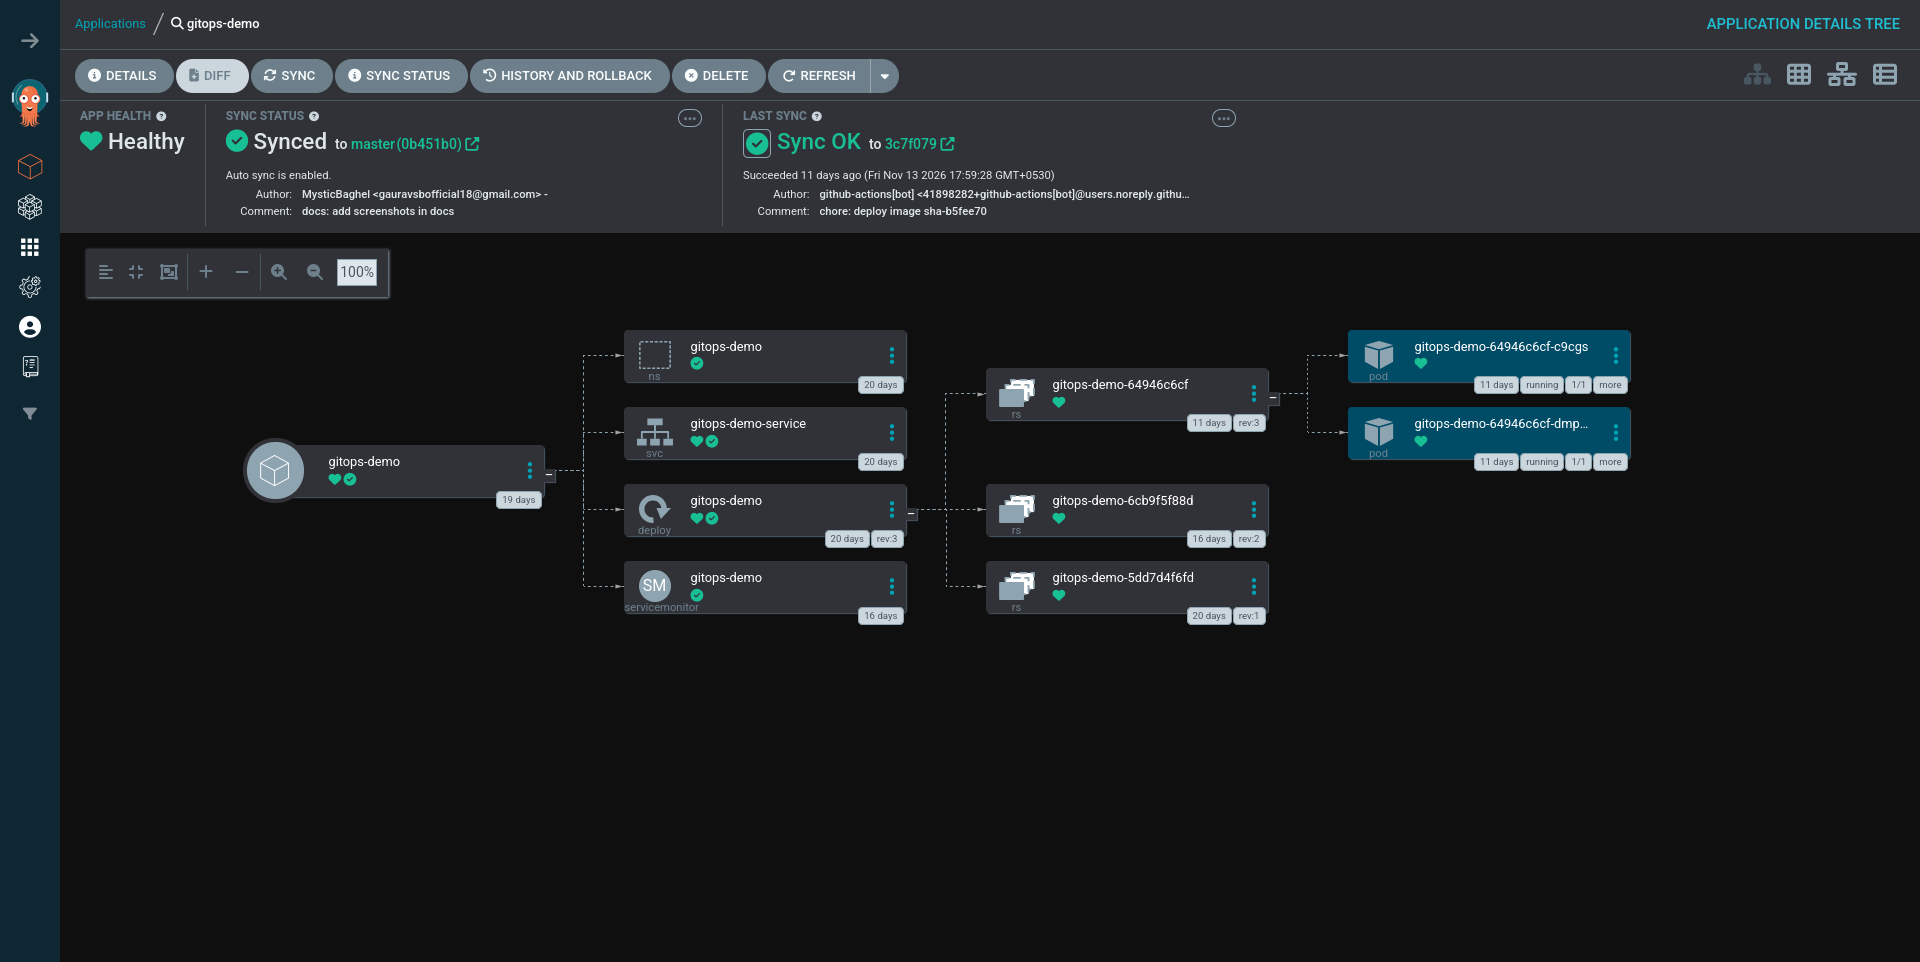 Applications / gitops-demo
APPLICATION DETAILS TREE
DETAILS DIFF SYNC SYNC STATUS HISTORY AND ROLLBACK DELETE REFRESH
APP HEALTH
Healthy
SYNC STATUS
Synced to master (0b451b0)
Auto sync is enabled.
Author: MysticBaghel <gauravsbofficial18@gmail.com> -
Comment: docs: add screenshots in docs
LAST SYNC
Sync OK to 3c7f079
Succeeded 11 days ago (Fri Nov 13 2026 17:59:28 GMT+0530)
Author: github-actions[bot] <41898282+github-actions[bot]@users.noreply.githu...
Comment: chore: deploy image sha-b5fee70
100%
gitops-demo
19 days
gitops-demo
ns
20 days
gitops-demo-service
svc
20 days
gitops-demo
deploy
20 days rev:3
SM
gitops-demo
servicemonitor
16 days
gitops-demo-64946c6cf
rs
11 days rev:3
gitops-demo-6cb9f5f88d
rs
16 days rev:2
gitops-demo-5dd7d4f6fd
rs
20 days rev:1
gitops-demo-64946c6cf-c9cgs
pod
11 days running 1/1 more
gitops-demo-64946c6cf-dmp...
pod
11 days running 1/1 more